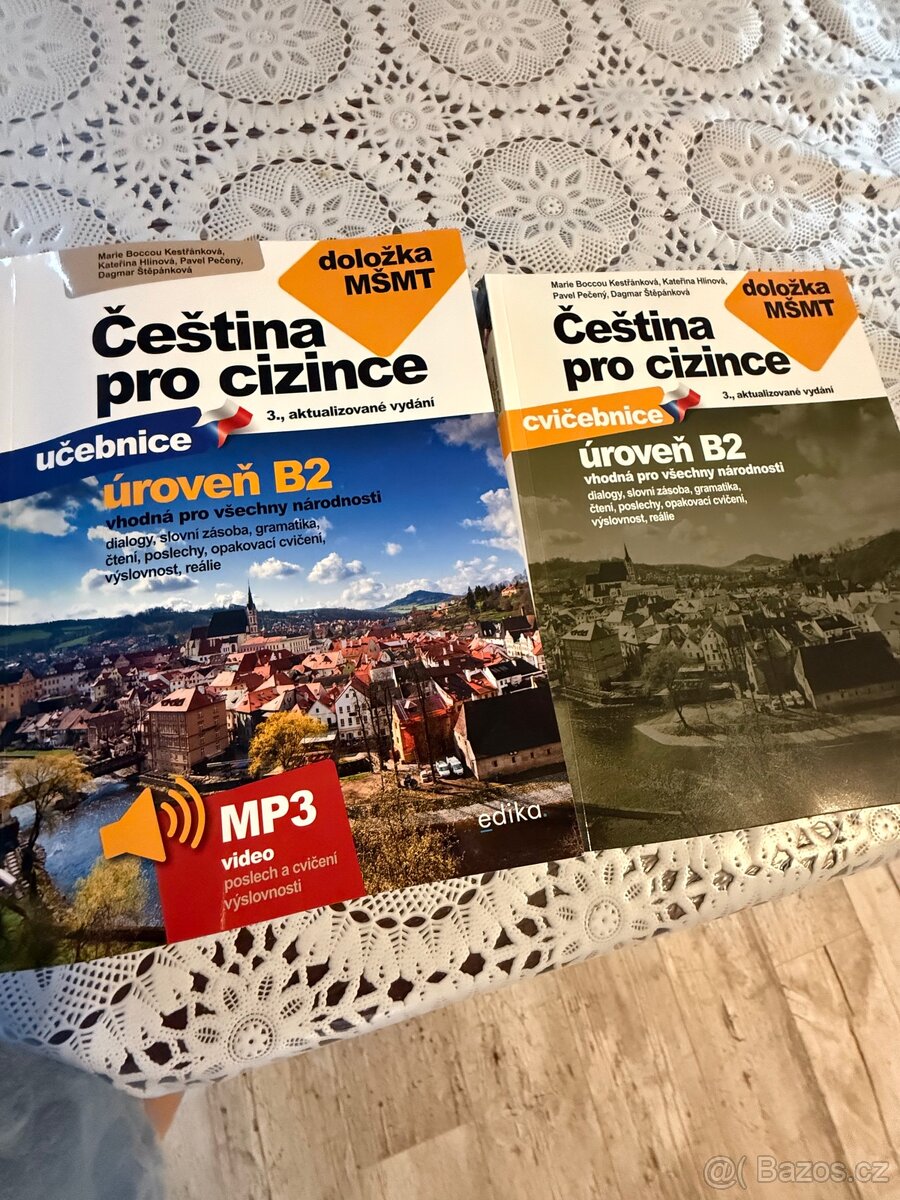 Marie Boccou Kestřánková,
Kateřina Hlínová, Pavel Pečený,
Dagmar Štěpánková
doložka
MŠMT
Čeština
pro cizince
3., aktualizované vydání
učebnice
úroveň B2
vhodná pro všechny národnosti
dialogy, slovní zásoba, gramatika,
čtení, poslechy, opakovací cvičení,
výslovnost, reálie
MP3
video
poslech a cvičení
výslovnosti
edika
Marie Boccou Kestřánková, Kateřina Hlínová,
Pavel Pečený, Dagmar Štěpánková
doložka
MŠMT
Čeština
pro cizince
3., aktualizované vydání
cvičebnice
úroveň B2
vhodná pro všechny národnosti
dialogy, slovní zásoba, gramatika,
čtení, poslechy, opakovací cvičení,
výslovnost, reálie
@( Bazos.cz